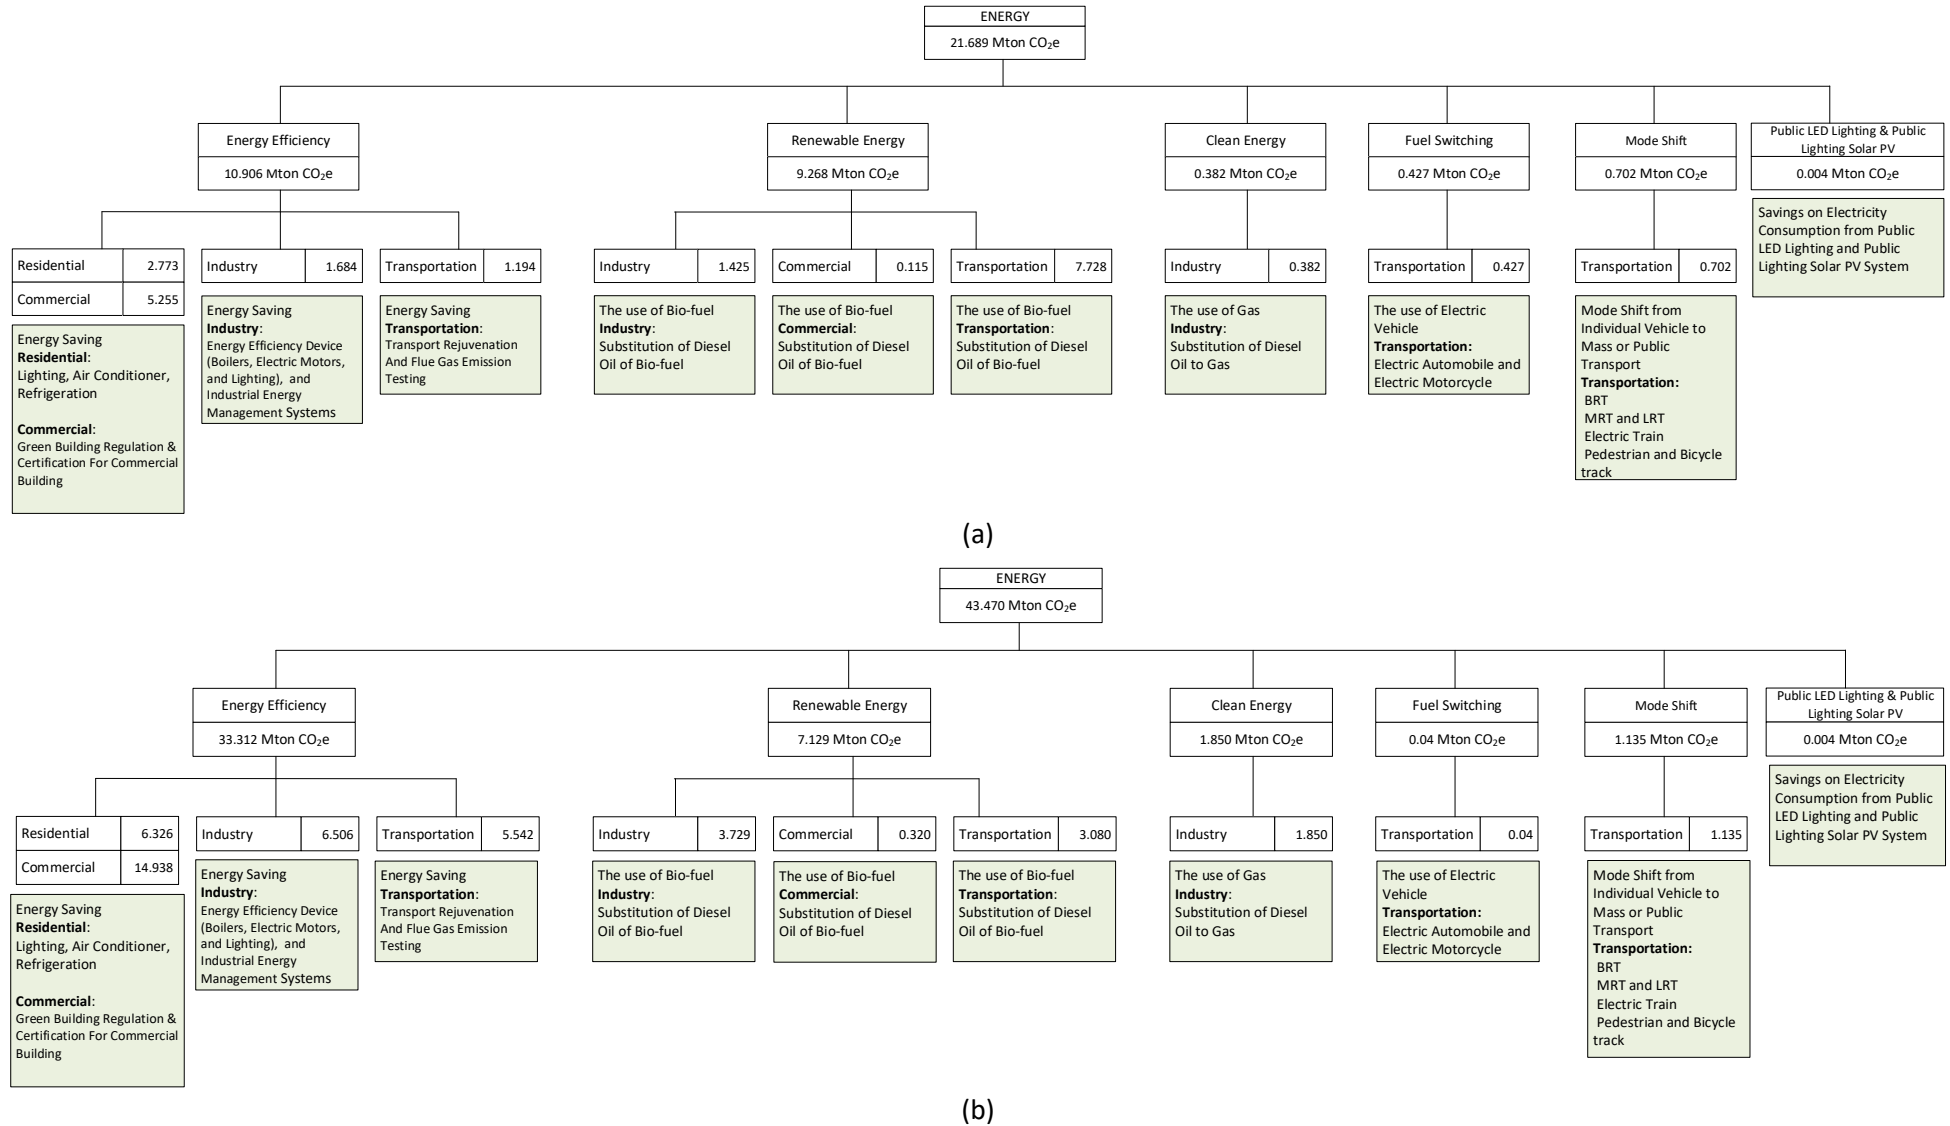 ENERGY
21.689 Mton CO₂e
Energy Efficiency
10.906 Mton CO₂e
Renewable Energy
9.268 Mton CO₂e
Clean Energy
0.382 Mton CO₂e
Fuel Switching
0.427 Mton CO₂e
Mode Shift
0.702 Mton CO₂e
Public LED Lighting & Public
Lighting Solar PV
0.004 Mton CO₂e
Savings on Electricity
Consumption from Public
LED Lighting and Public
Lighting Solar PV System
Residential 2.773
Commercial 5.255
Energy Saving
Residential:
Lighting, Air Conditioner,
Refrigeration
Commercial:
Green Building Regulation &
Certification For Commercial
Building
Industry 1.684
Energy Saving
Industry:
Energy Efficiency Device
(Boilers, Electric Motors,
and Lighting), and
Industrial Energy
Management Systems
Transportation 1.194
Energy Saving
Transportation:
Transport Rejuvenation
And Flue Gas Emission
Testing
Industry 1.425
The use of Bio-fuel
Industry:
Substitution of Diesel
Oil of Bio-fuel
Commercial 0.115
The use of Bio-fuel
Commercial:
Substitution of Diesel
Oil of Bio-fuel
Transportation 7.728
The use of Bio-fuel
Transportation:
Substitution of Diesel
Oil of Bio-fuel
Industry 0.382
The use of Gas
Industry:
Substitution of Diesel
Oil to Gas
Transportation 0.427
The use of Electric
Vehicle
Transportation:
Electric Automobile and
Electric Motorcycle
Transportation 0.702
Mode Shift from
Individual Vehicle to
Mass or Public
Transport
Transportation:
BRT
MRT and LRT
Electric Train
Pedestrian and Bicycle
track
(a)
ENERGY
43.470 Mton CO₂e
Energy Efficiency
33.312 Mton CO₂e
Renewable Energy
7.129 Mton CO₂e
Clean Energy
1.850 Mton CO₂e
Fuel Switching
0.04 Mton CO₂e
Mode Shift
1.135 Mton CO₂e
Public LED Lighting & Public
Lighting Solar PV
0.004 Mton CO₂e
Savings on Electricity
Consumption from Public
LED Lighting and Public
Lighting Solar PV System
Residential 6.326
Commercial 14.938
Energy Saving
Residential:
Lighting, Air Conditioner,
Refrigeration
Commercial:
Green Building Regulation &
Certification For Commercial
Building
Industry 6.506
Energy Saving
Industry:
Energy Efficiency Device
(Boilers, Electric Motors,
and Lighting), and
Industrial Energy
Management Systems
Transportation 5.542
Energy Saving
Transportation:
Transport Rejuvenation
And Flue Gas Emission
Testing
Industry 3.729
The use of Bio-fuel
Industry:
Substitution of Diesel
Oil of Bio-fuel
Commercial 0.320
The use of Bio-fuel
Commercial:
Substitution of Diesel
Oil of Bio-fuel
Transportation 3.080
The use of Bio-fuel
Transportation:
Substitution of Diesel
Oil of Bio-fuel
Industry 1.850
The use of Gas
Industry:
Substitution of Diesel
Oil to Gas
Transportation 0.04
The use of Electric
Vehicle
Transportation:
Electric Automobile and
Electric Motorcycle
Transportation 1.135
Mode Shift from
Individual Vehicle to
Mass or Public
Transport
Transportation:
BRT
MRT and LRT
Electric Train
Pedestrian and Bicycle
track
(b)